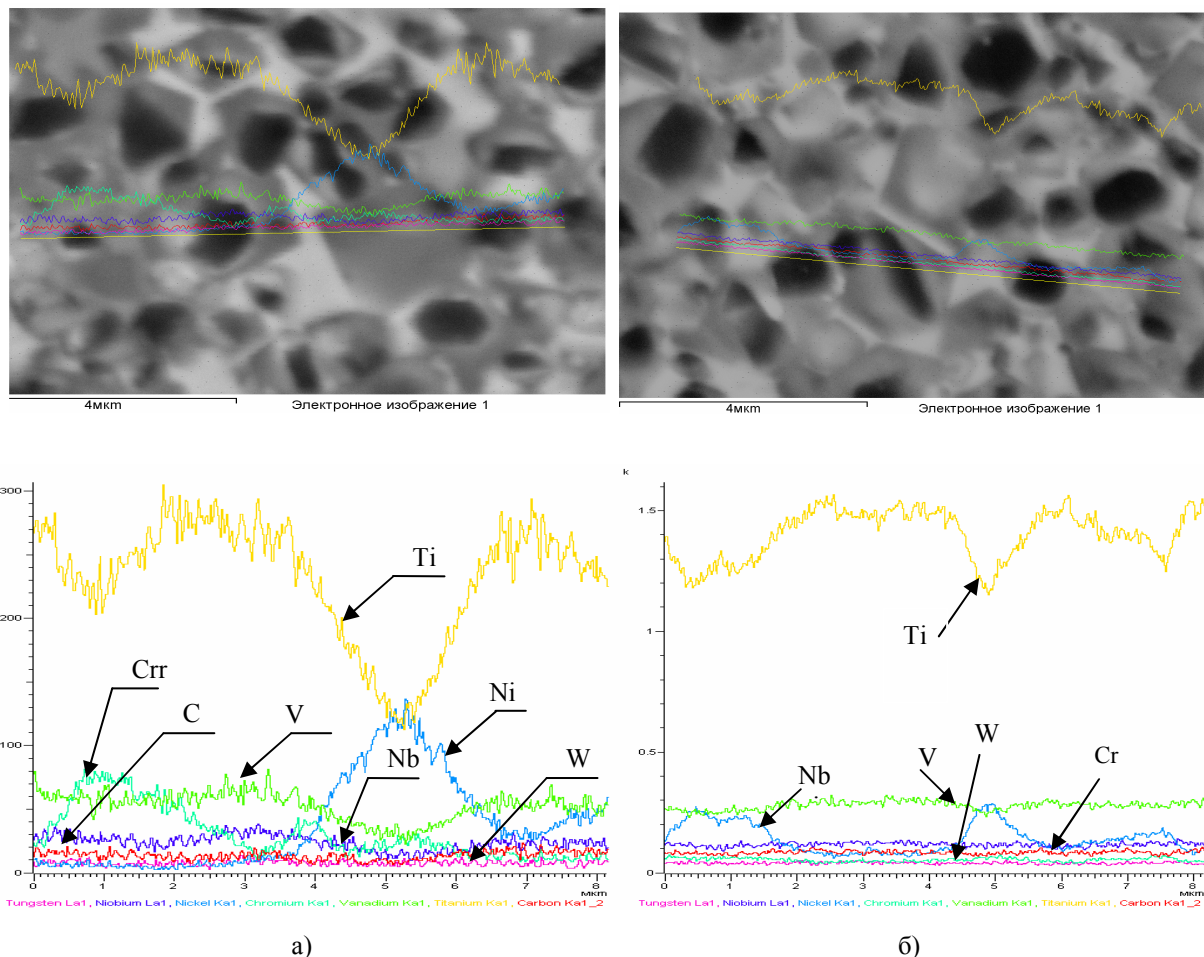 4мкм
Электронное изображение 1
4мкм
Электронное изображение 1
300
200
100
0
Ti
Crr
C
V
Nb
Ni
W
0 1 2 3 4 5 6 7 8
мкм
Tungsten La1, Niobium La1, Nickel Ka1, Chromium Ka1, Vanadium Ka1, Titanium Ka1, Carbon Ka1_2
а)
к
1.5
1
0.5
0
Ti
Nb
V
W
Cr
0 1 2 3 4 5 6 7 8
мкм
Tungsten La1, Niobium La1, Nickel Ka1, Chromium Ka1, Vanadium Ka1, Titanium Ka1, Carbon Ka1_2
б)